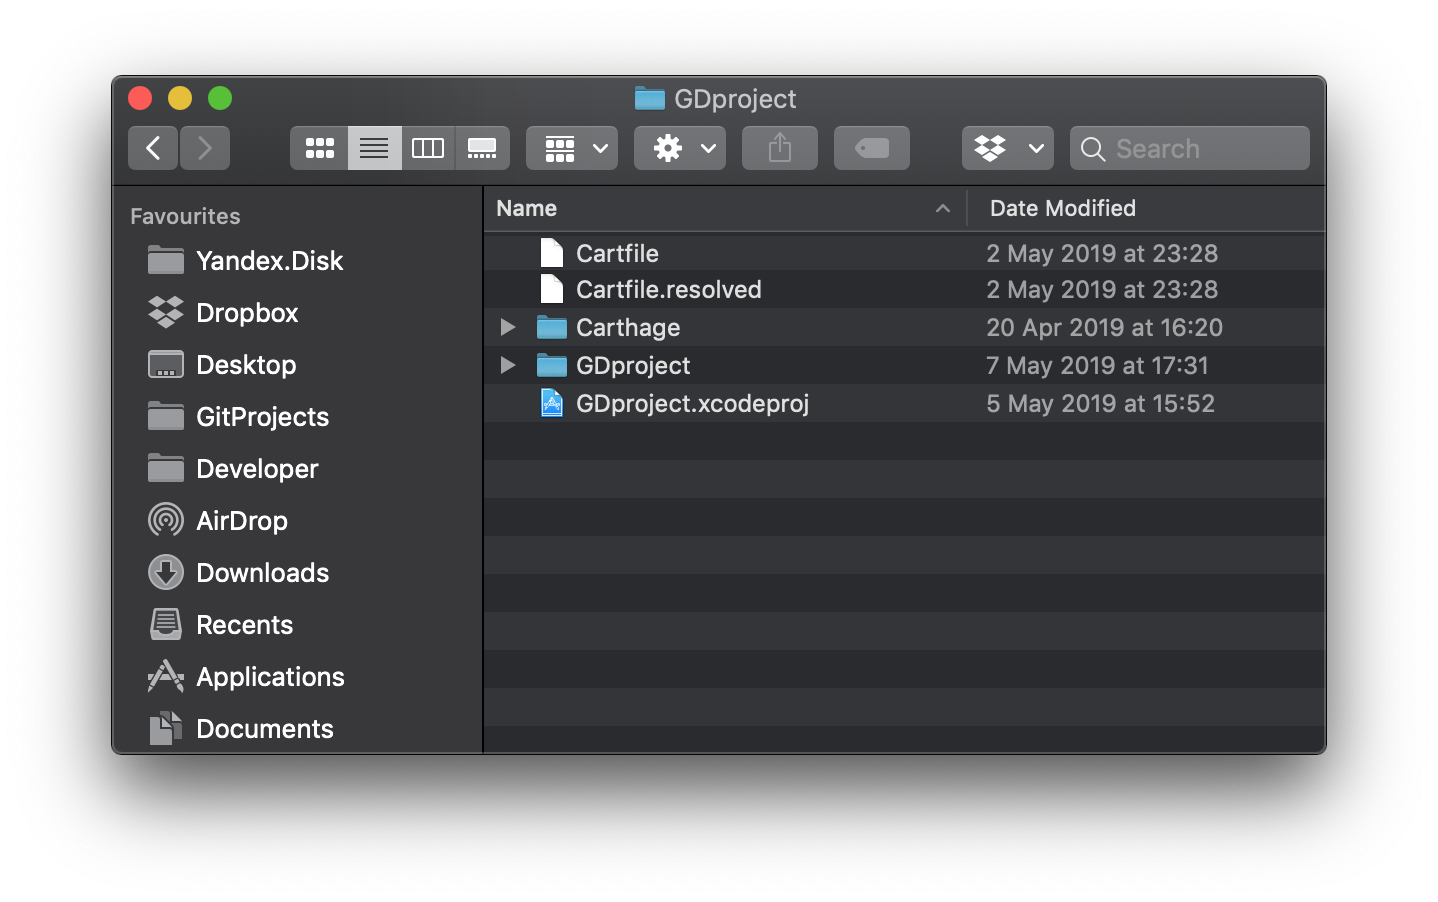 GDproject
Search
Favourites
Yandex.Disk
Dropbox
Desktop
GitProjects
Developer
AirDrop
Downloads
Recents
Applications
Documents
Name Date Modified
Cartfile 2 May 2019 at 23:28
Cartfile.resolved 2 May 2019 at 23:28
Carthage 20 Apr 2019 at 16:20
GDproject 7 May 2019 at 17:31
GDproject.xcodeproj 5 May 2019 at 15:52